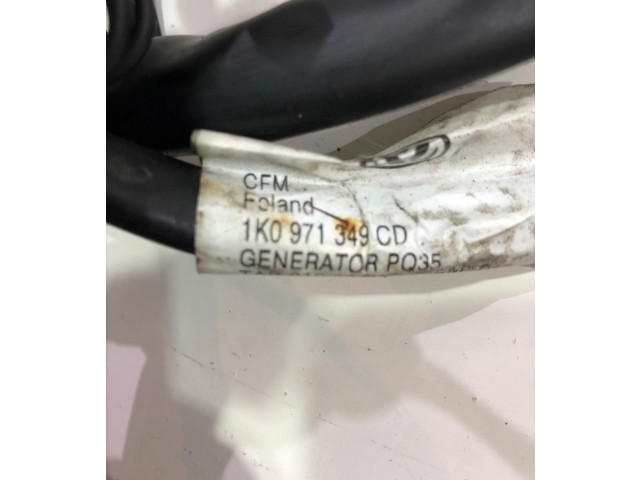 CFM
Poland
1K0 971 349 CD
GENERATOR PQ35